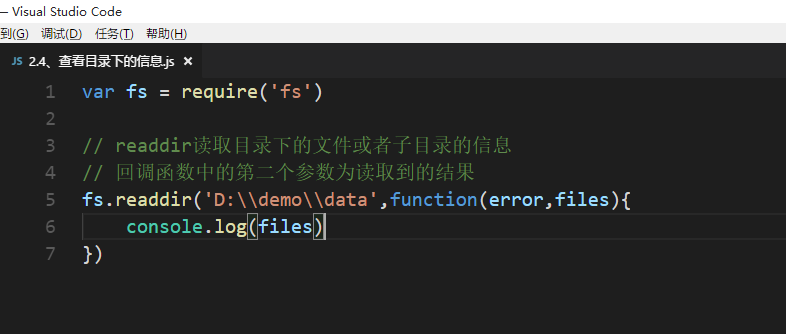 — Visual Studio Code
到(G) 调试(D) 任务(T) 帮助(H)
JS 2.4、查看目录下的信息.js ×
1 var fs = require('fs')
2
3 // readdir读取目录下的文件或者子目录的信息
4 // 回调函数中的第二个参数为读取到的结果
5 fs.readdir('D:\\demo\\data',function(error,files){
6 console.log(files)
7 })